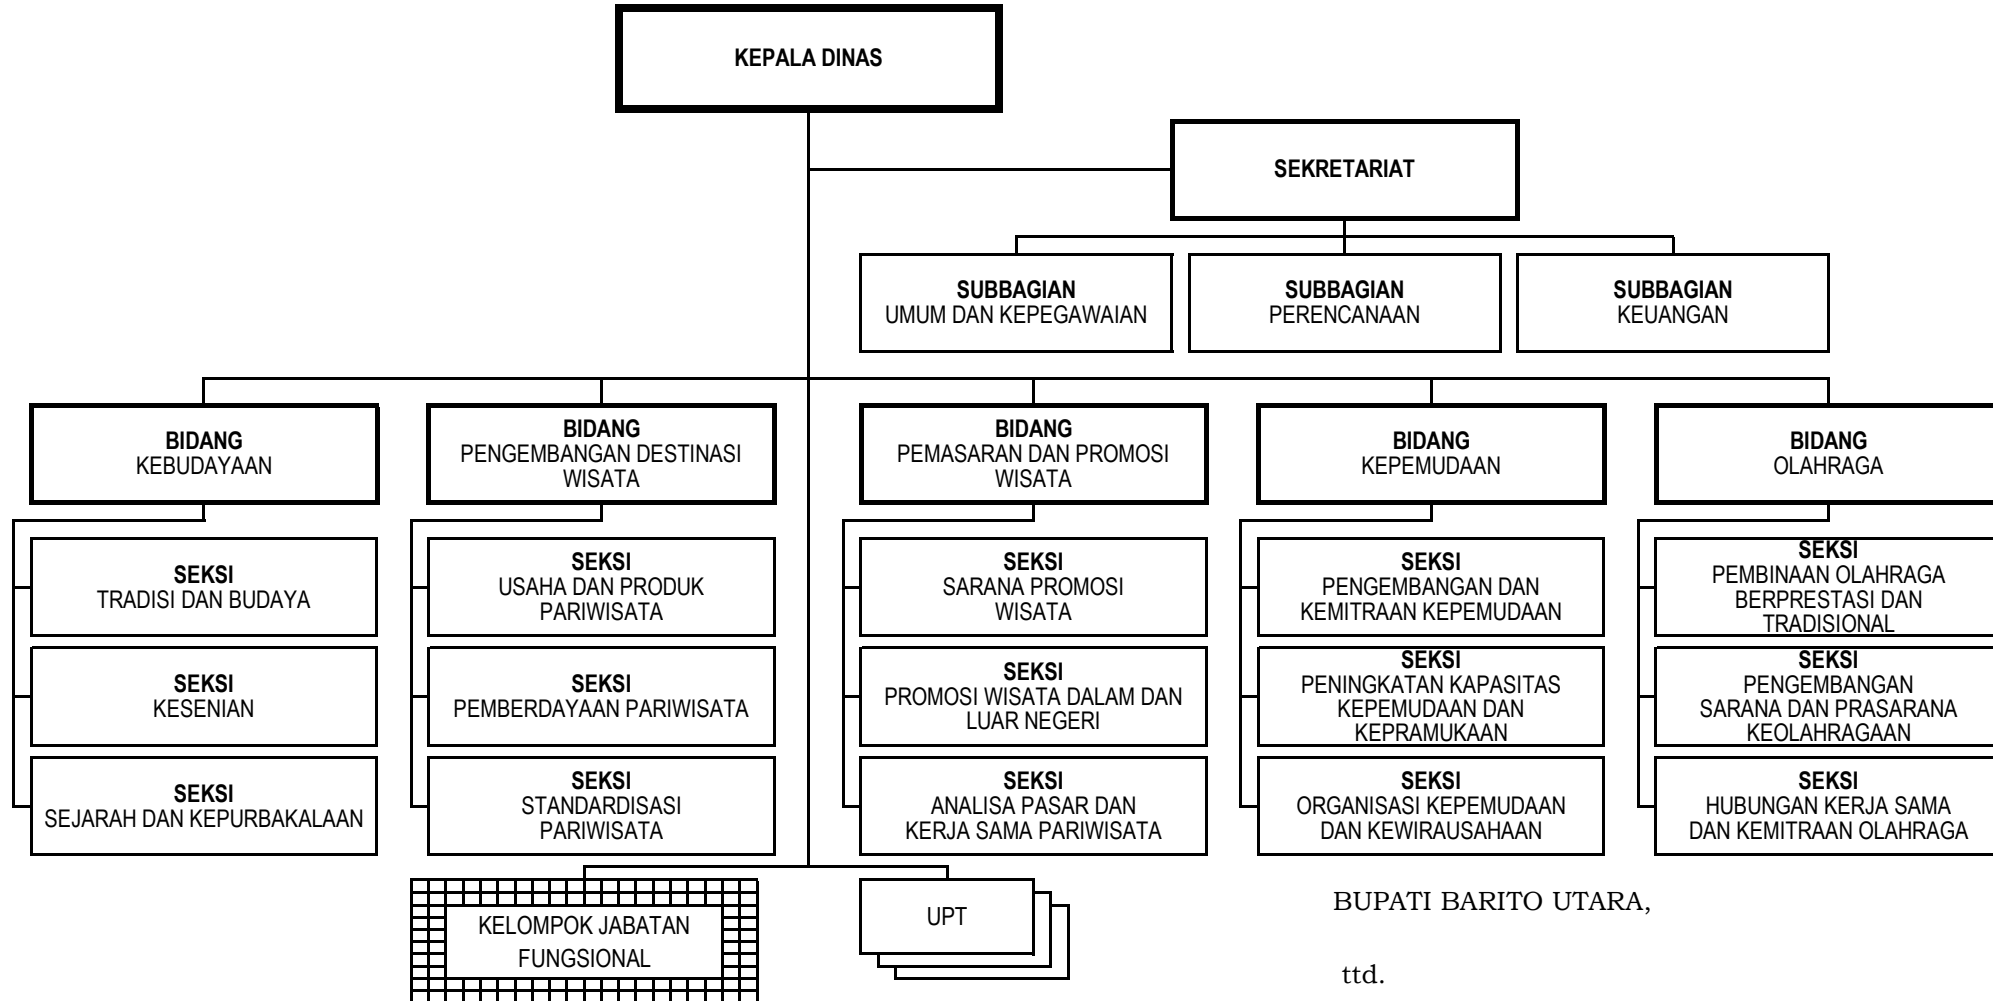 KEPALA DINAS
SEKRETARIAT
SUBBAGIAN
UMUM DAN KEPEGAWAIAN
SUBBAGIAN
PERENCANAAN
SUBBAGIAN
KEUANGAN
BIDANG
KEBUDAYAAN
BIDANG
PENGEMBANGAN DESTINASI
WISATA
BIDANG
PEMASARAN DAN PROMOSI
WISATA
BIDANG
KEPEMUDAAN
BIDANG
OLAHRAGA
SEKSI
TRADISI DAN BUDAYA
SEKSI
USAHA DAN PRODUK
PARIWISATA
SEKSI
SARANA PROMOSI
WISATA
SEKSI
PENGEMBANGAN DAN
KEMITRAAN KEPEMUDAAN
SEKSI
PEMBINAAN OLAHRAGA
BERPRESTASI DAN
TRADISIONAL
SEKSI
KESENIAN
SEKSI
PEMBERDAYAAN PARIWISATA
SEKSI
PROMOSI WISATA DALAM DAN
LUAR NEGERI
SEKSI
PENINGKATAN KAPASITAS
KEPEMUDAAN DAN
KEPRAMUKAAN
SEKSI
PENGEMBANGAN
SARANA DAN PRASARANA
KEOLAHRAGAAN
SEKSI
SEJARAH DAN KEPURBAKALAAN
SEKSI
STANDARDISASI
PARIWISATA
SEKSI
ANALISA PASAR DAN
KERJA SAMA PARIWISATA
SEKSI
ORGANISASI KEPEMUDAAN
DAN KEWIRAUSAHAAN
SEKSI
HUBUNGAN KERJA SAMA
DAN KEMITRAAN OLAHRAGA
KELOMPOK JABATAN
FUNGSIONAL
UPT
BUPATI BARITO UTARA,
ttd.